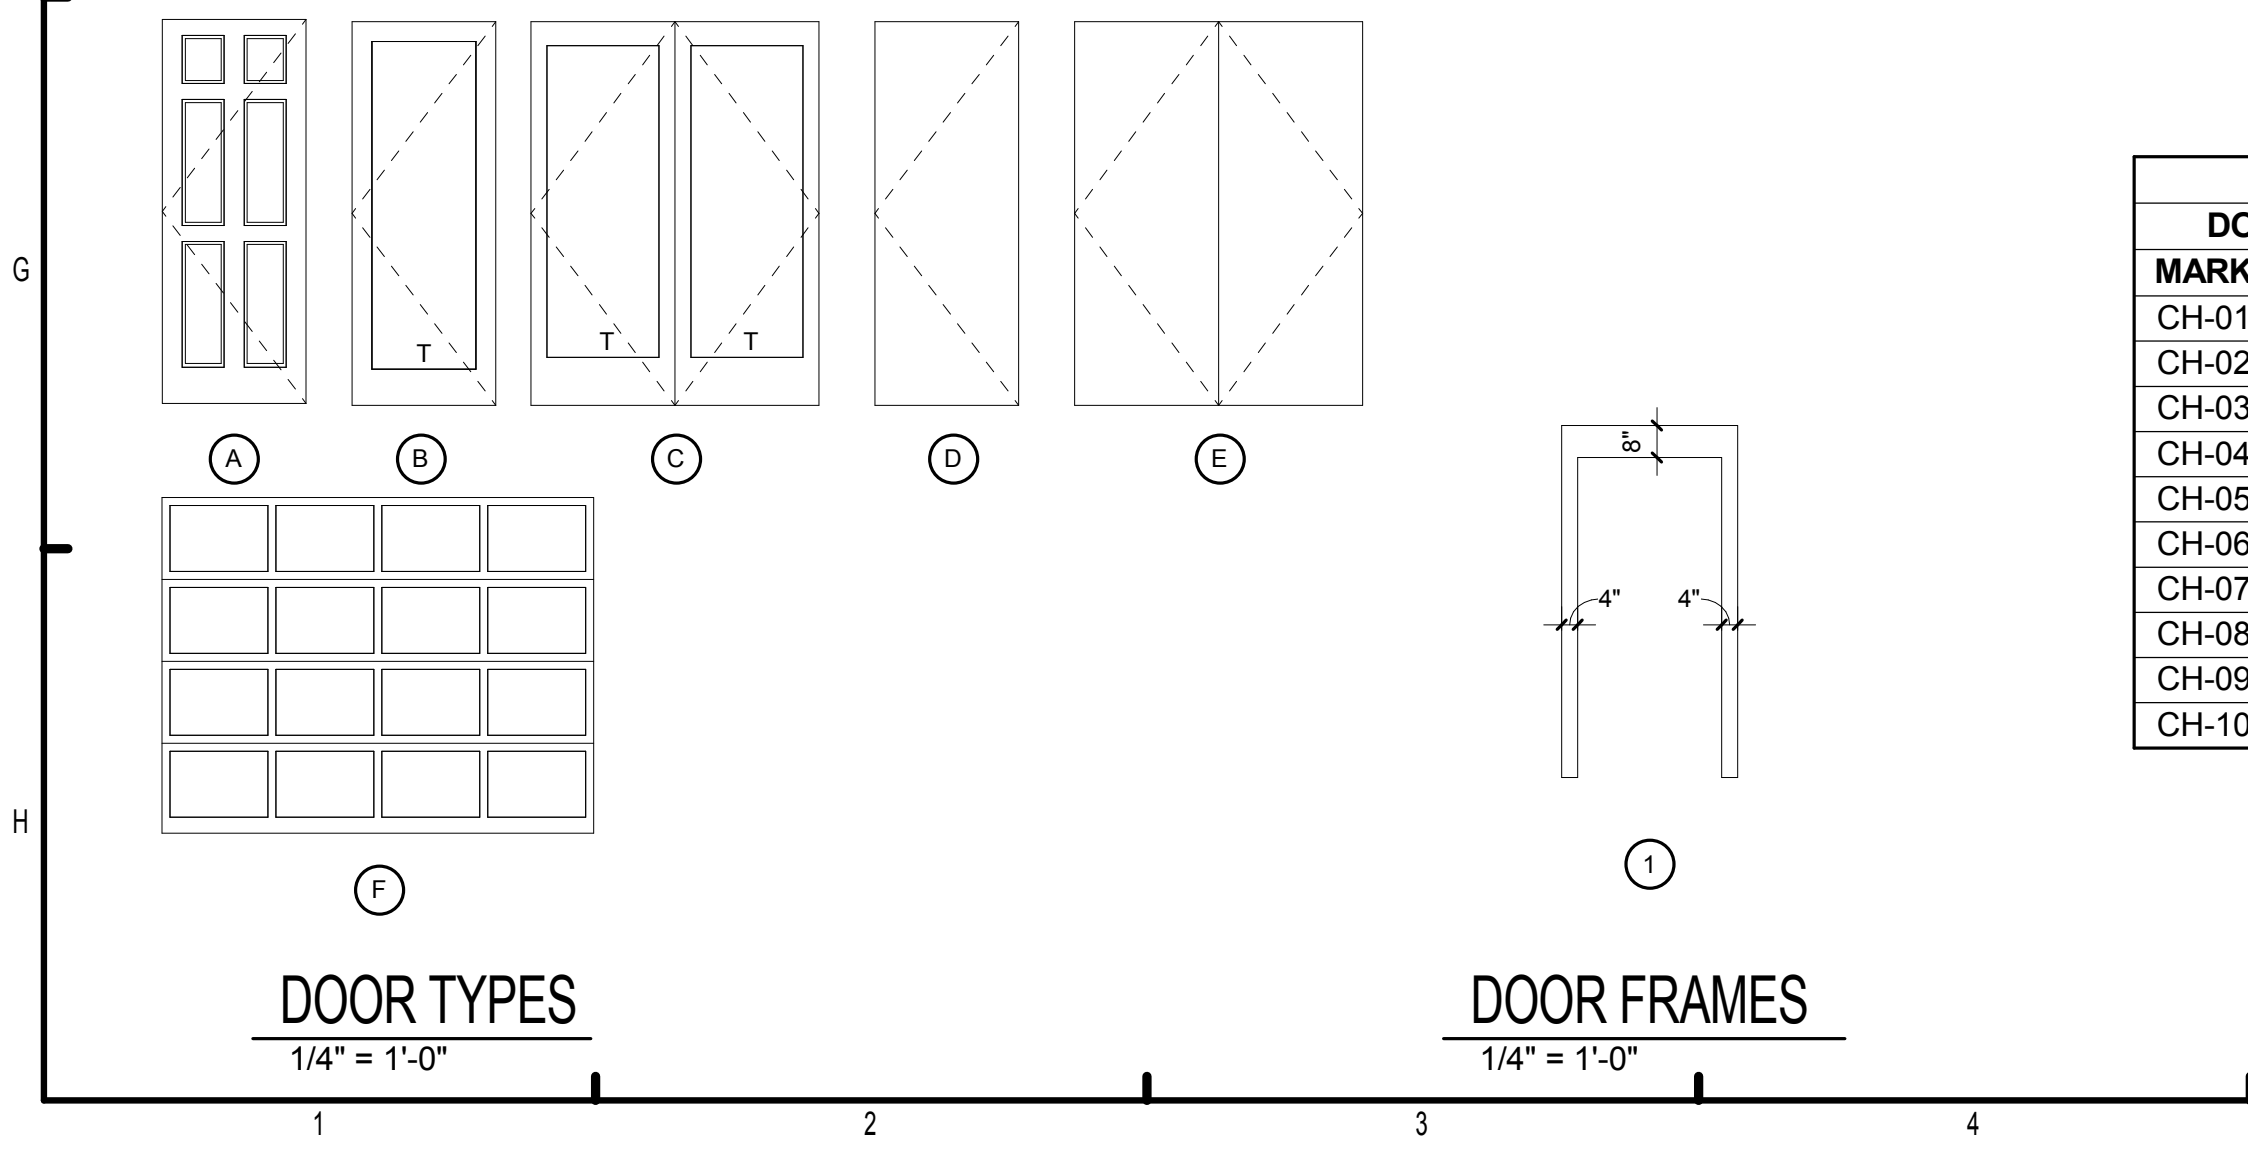 T
T
T
A
B
C
D
E
F
8"
4"
4"
1
DOOR TYPES
1/4" = 1'-0"
DOOR FRAMES
1/4" = 1'-0"
MARK
CH-01
CH-02
CH-03
CH-04
CH-05
CH-06
CH-07
CH-08
CH-09
CH-10
G
H
1
2
3
4